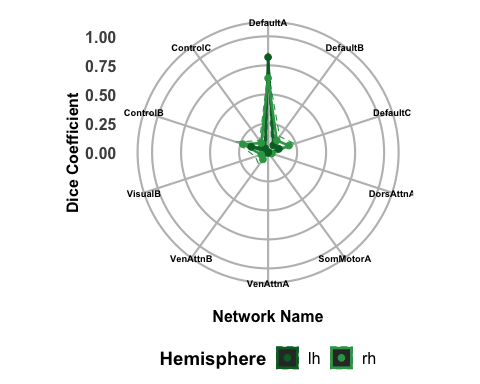 DefaultA
1.00
ControlC
DefaultB
0.75
0.50
ControlB
DefaultC
0.25
0.00
Dice Coefficient
VisualB
DorsAttnA
VenAttnB
SomMotorA
VenAttnA
Network Name
Hemisphere lh rh